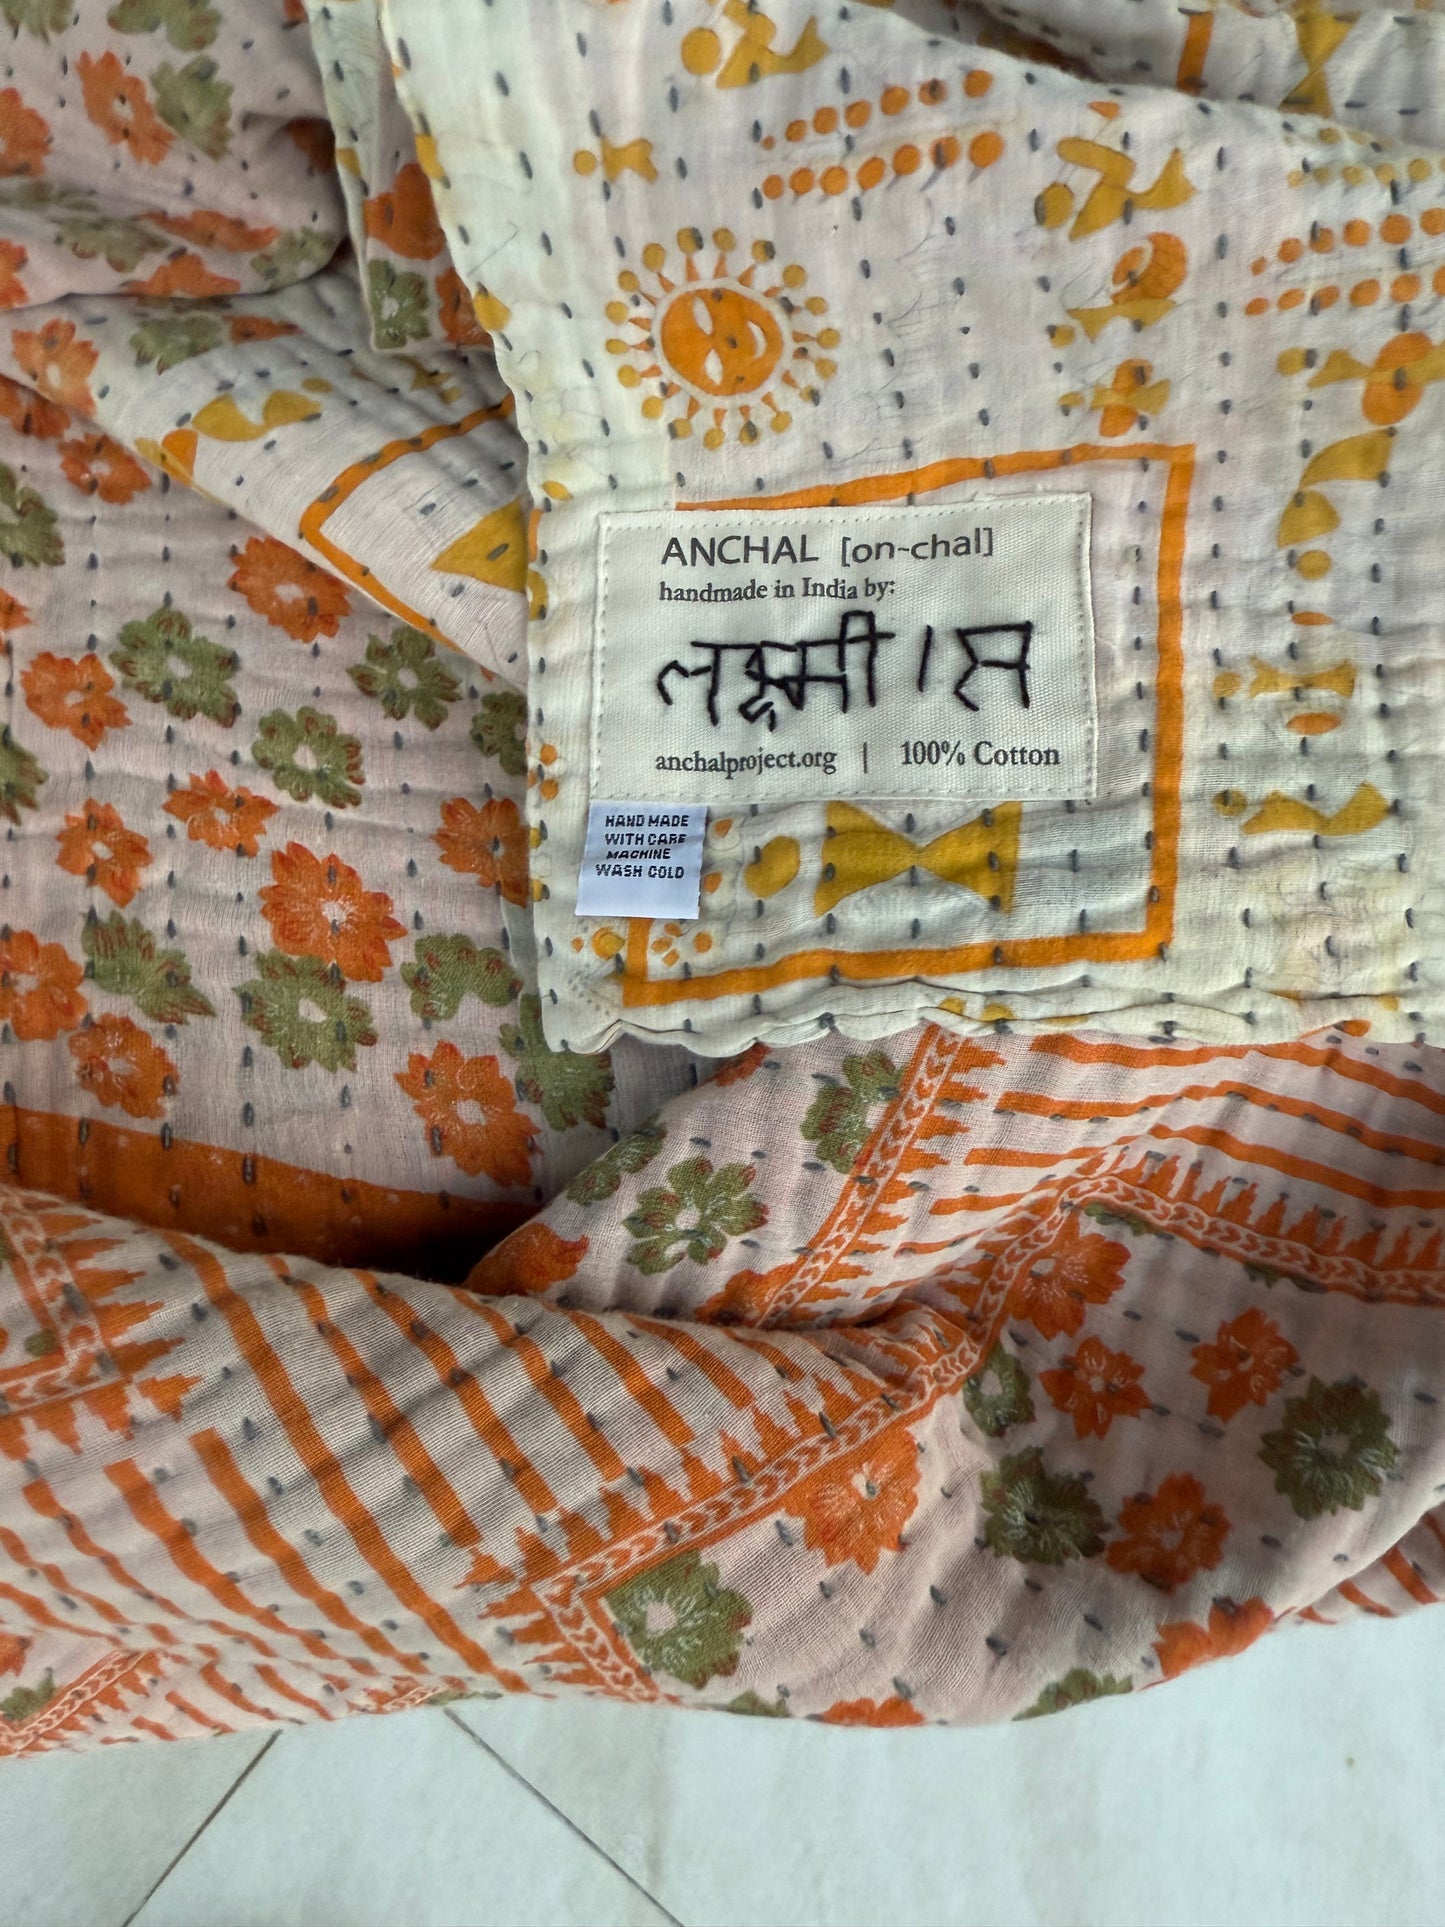 ANCHAL [on-chal]
handmade in India by:
लक्ष्मी । स
anchalproject.org | 100% Cotton
HAND MADE
WITH CARE
MACHINE
WASH COLD